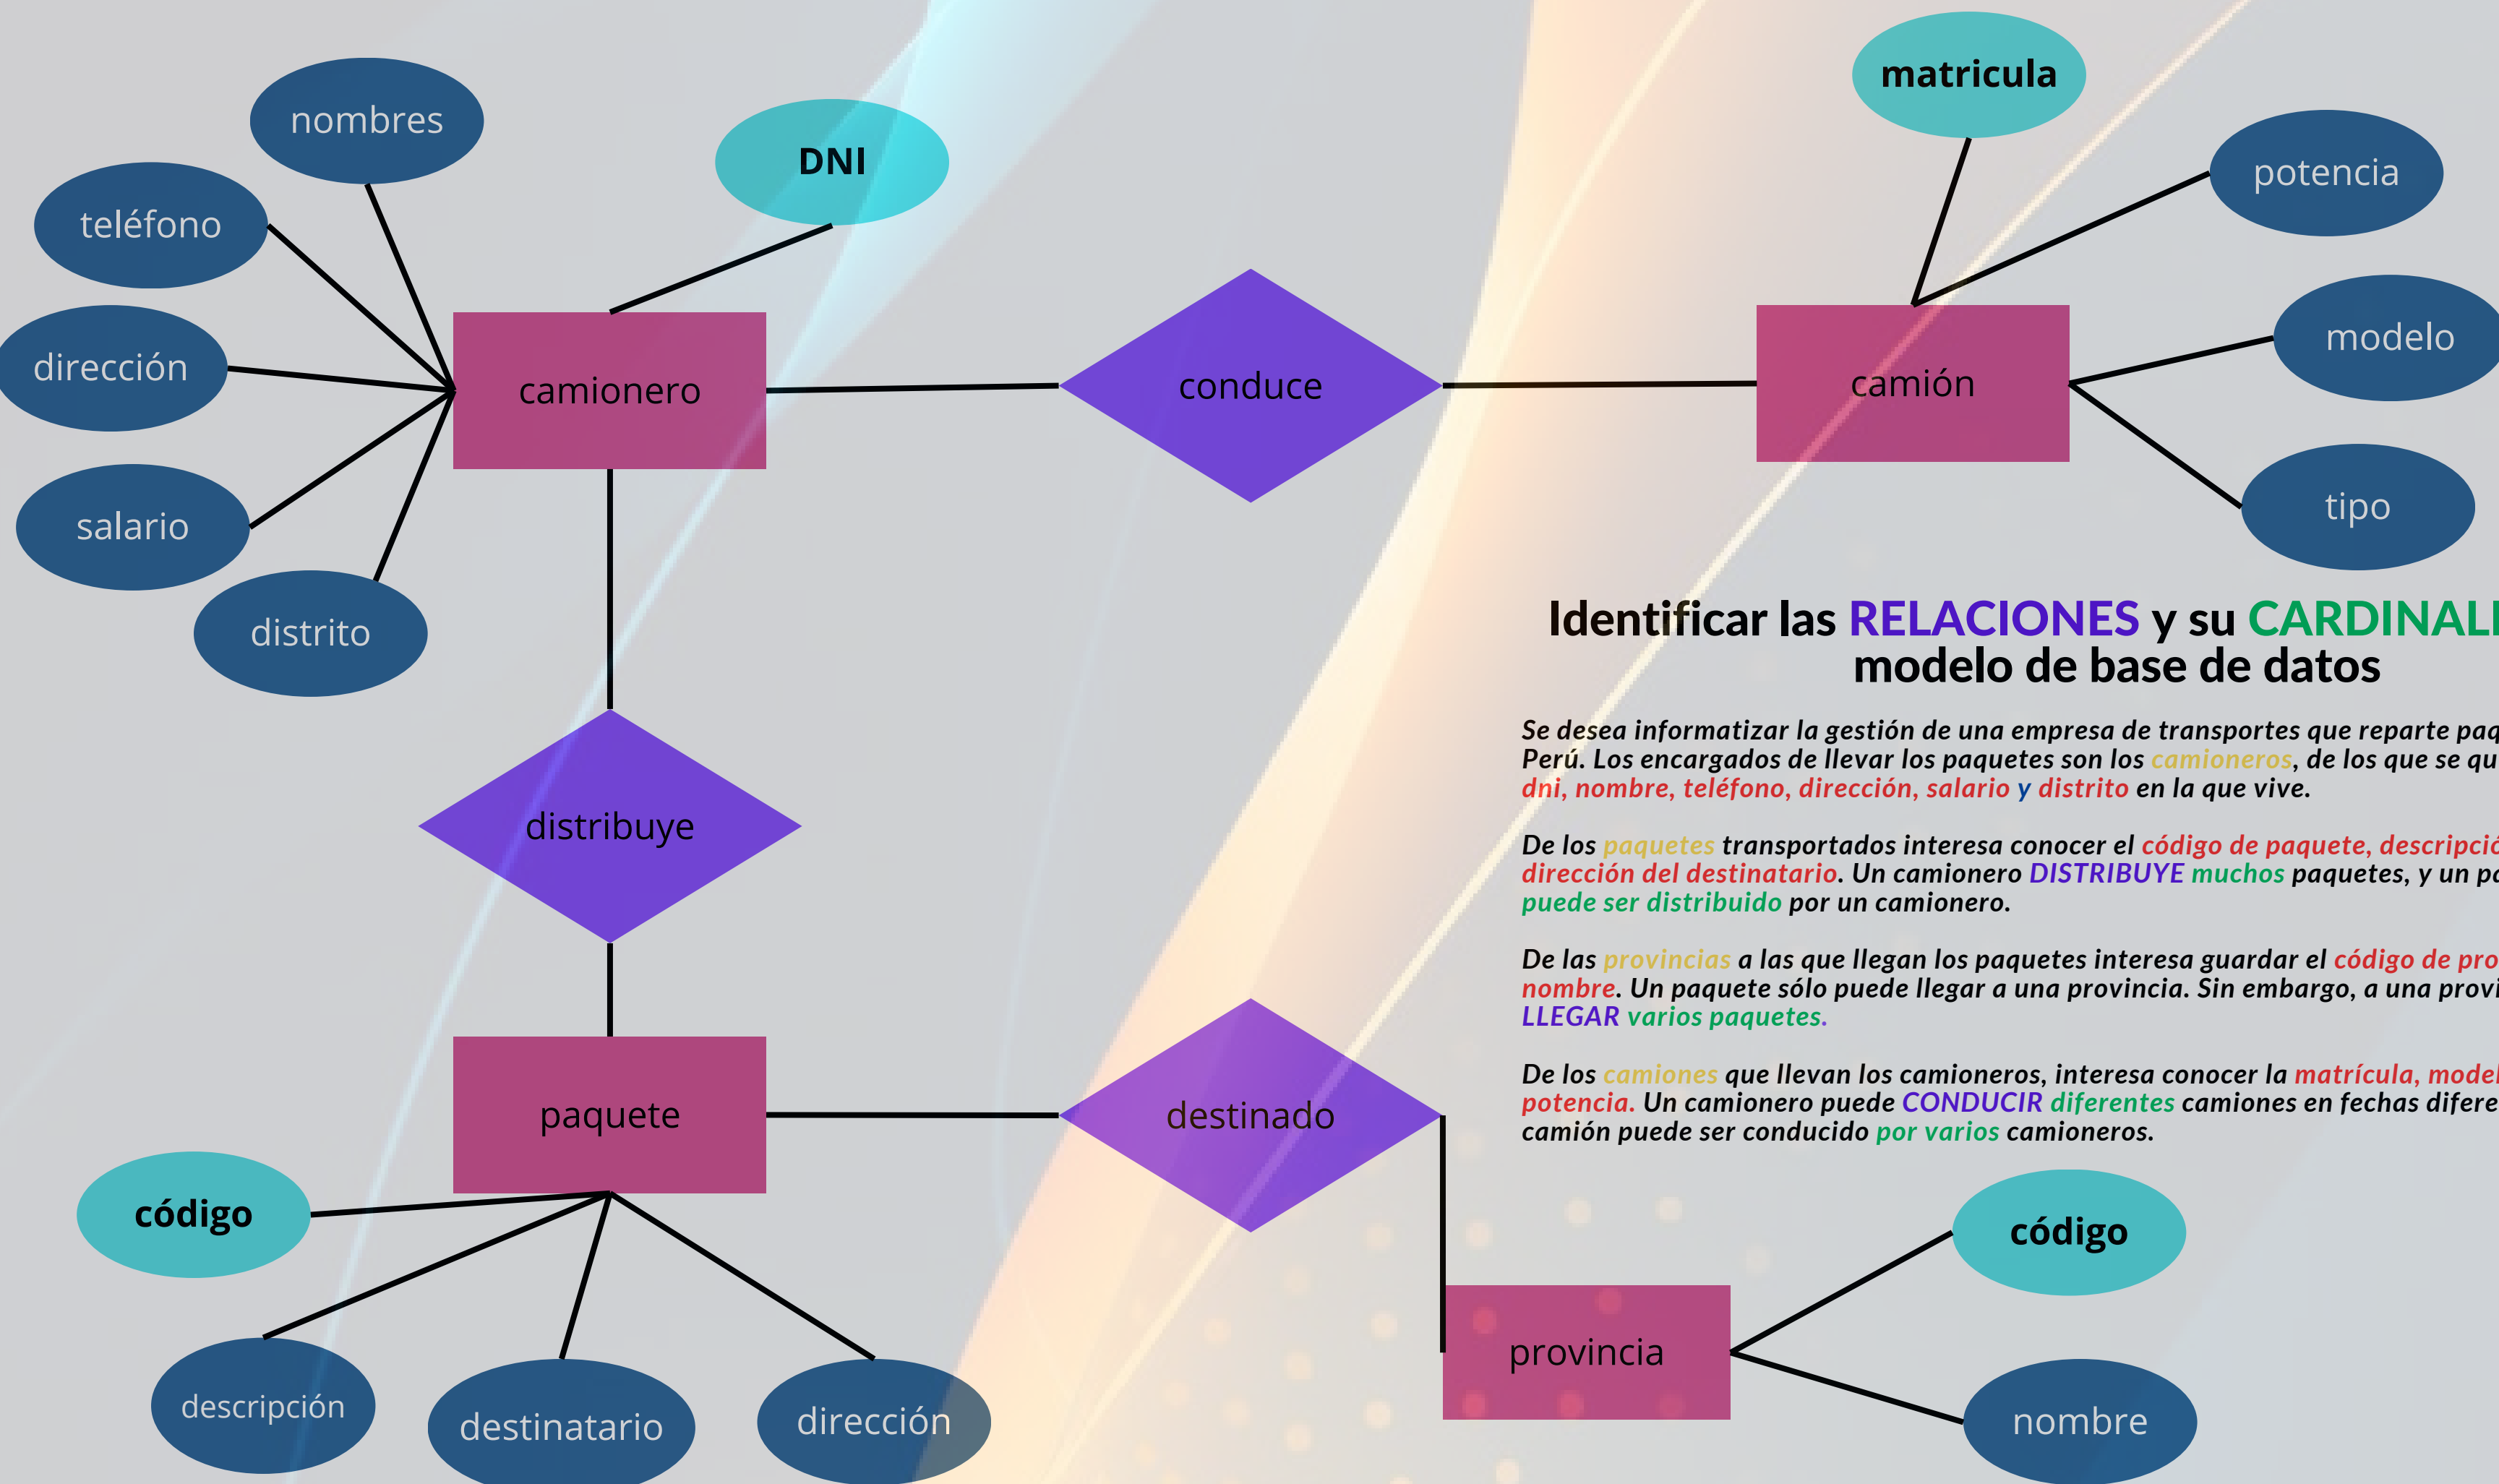 matricula
nombres
DNI
potencia
teléfono
modelo
dirección
camionero
conduce
camión
salario
tipo
distrito
Identificar las RELACIONES y su
modelo de base de datos
Se desea informatizar la gestión de una empresa de transportes que reparte
Perú. Los encargados de llevar los paquetes son los camioneros, de los que se
dni, nombre, teléfono, dirección, salario y distrito en la que vive.
De los paquetes transportados interesa conocer el código de paquete,
dirección del destinatario. Un camionero DISTRIBUYE muchos paquetes, y un
puede ser distribuido por un camionero.
De las provincias a las que llegan los paquetes interesa guardar el código de
nombre. Un paquete sólo puede llegar a una provincia. Sin embargo, a una
LLEGAR varios paquetes.
De los camiones que llevan los camioneros, interesa conocer la matrícula,
potencia. Un camionero puede CONDUCIR diferentes camiones en fechas
camión puede ser conducido por varios camioneros.
distribuye
paquete
destinado
código
código
provincia
descripción
destinatario
dirección
nombre